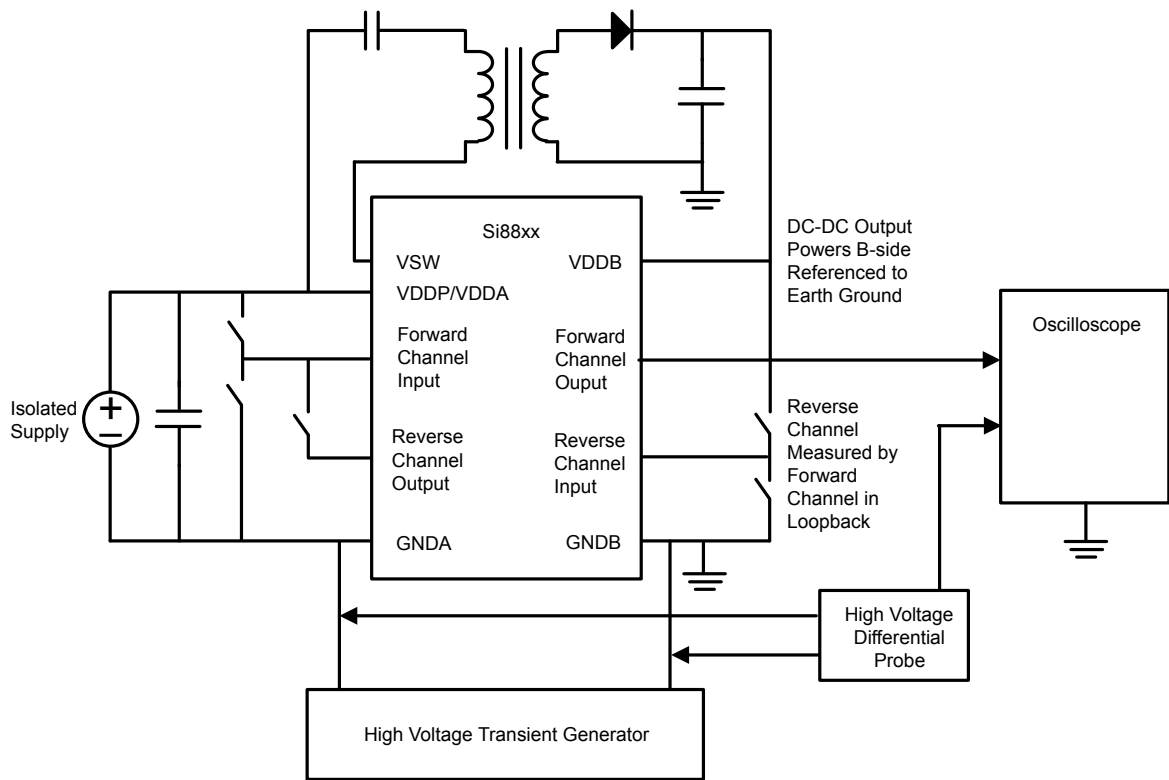 Si88xx
VSW
VDDB
VDDP/VDDA
Forward
Channel
Input
Forward
Channel
Ouput
Reverse
Channel
Output
Reverse
Channel
Input
GNDA
GNDB
Isolated
Supply
+
−
DC-DC Output
Powers B-side
Referenced to
Earth Ground
Oscilloscope
Reverse
Channel
Measured by
Forward
Channel in
Loopback
High Voltage
Differential
Probe
High Voltage Transient Generator